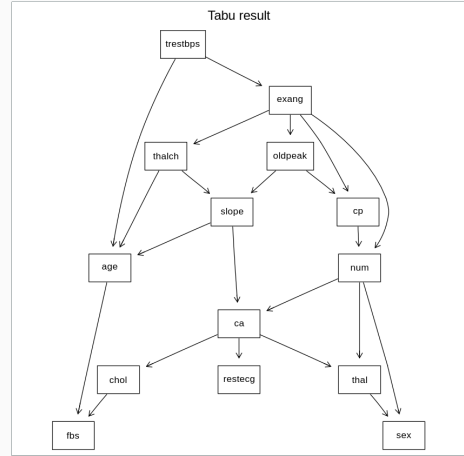 Tabu result
trestbps
exang
thalch
oldpeak
slope
cp
age
num
ca
chol
restecg
thal
fbs
sex